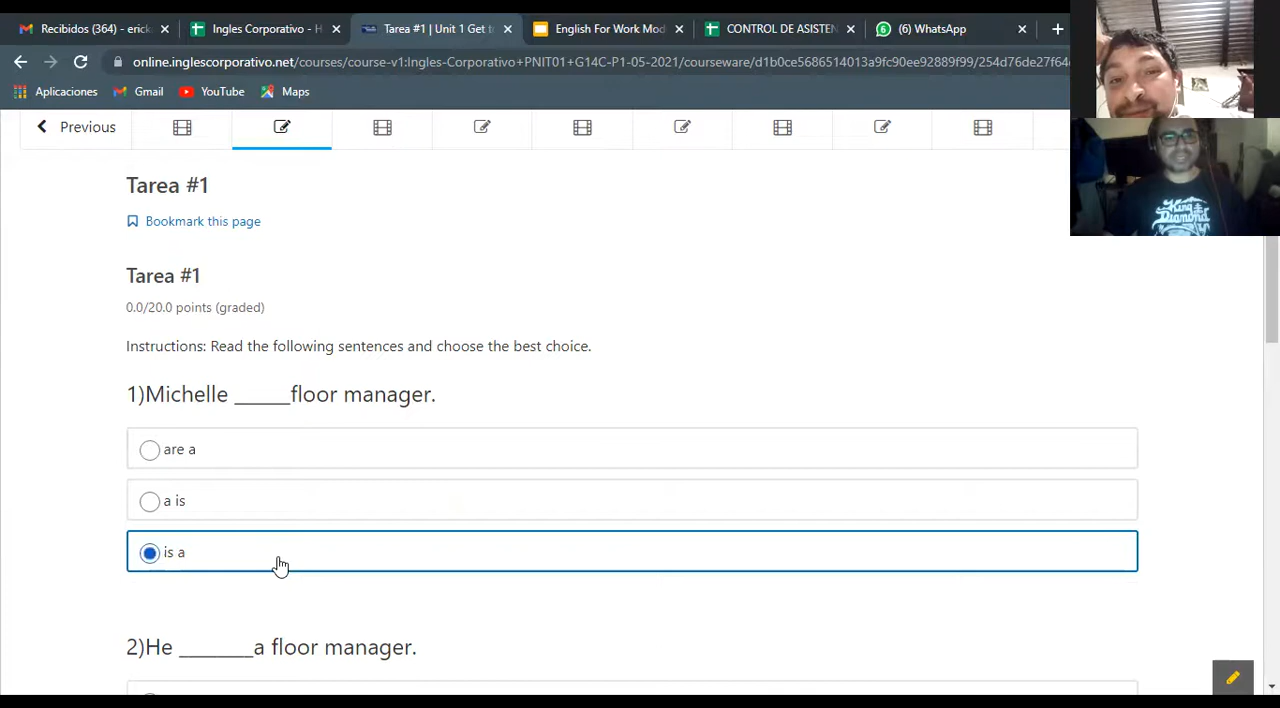 Recibidos (364) - erick
Ingles Corporativo - H
Tarea #1 | Unit 1 Get t
English For Work Mod
CONTROL DE ASISTEN
(6) WhatsApp
online.inglescorporativo.net/courses/course-v1:Ingles-Corporativo+PNIT01+G14C-P1-05-2021/courseware/d1b0ce5686514013a9fc90ee92889f99/254d76de27f64
Aplicaciones
Gmail
YouTube
Maps
Previous
King
Diamond
Tarea #1
Bookmark this page
Tarea #1
0.0/20.0 points (graded)
Instructions: Read the following sentences and choose the best choice.
1)Michelle ______floor manager.
are a
a is
is a
2)He ________a floor manager.